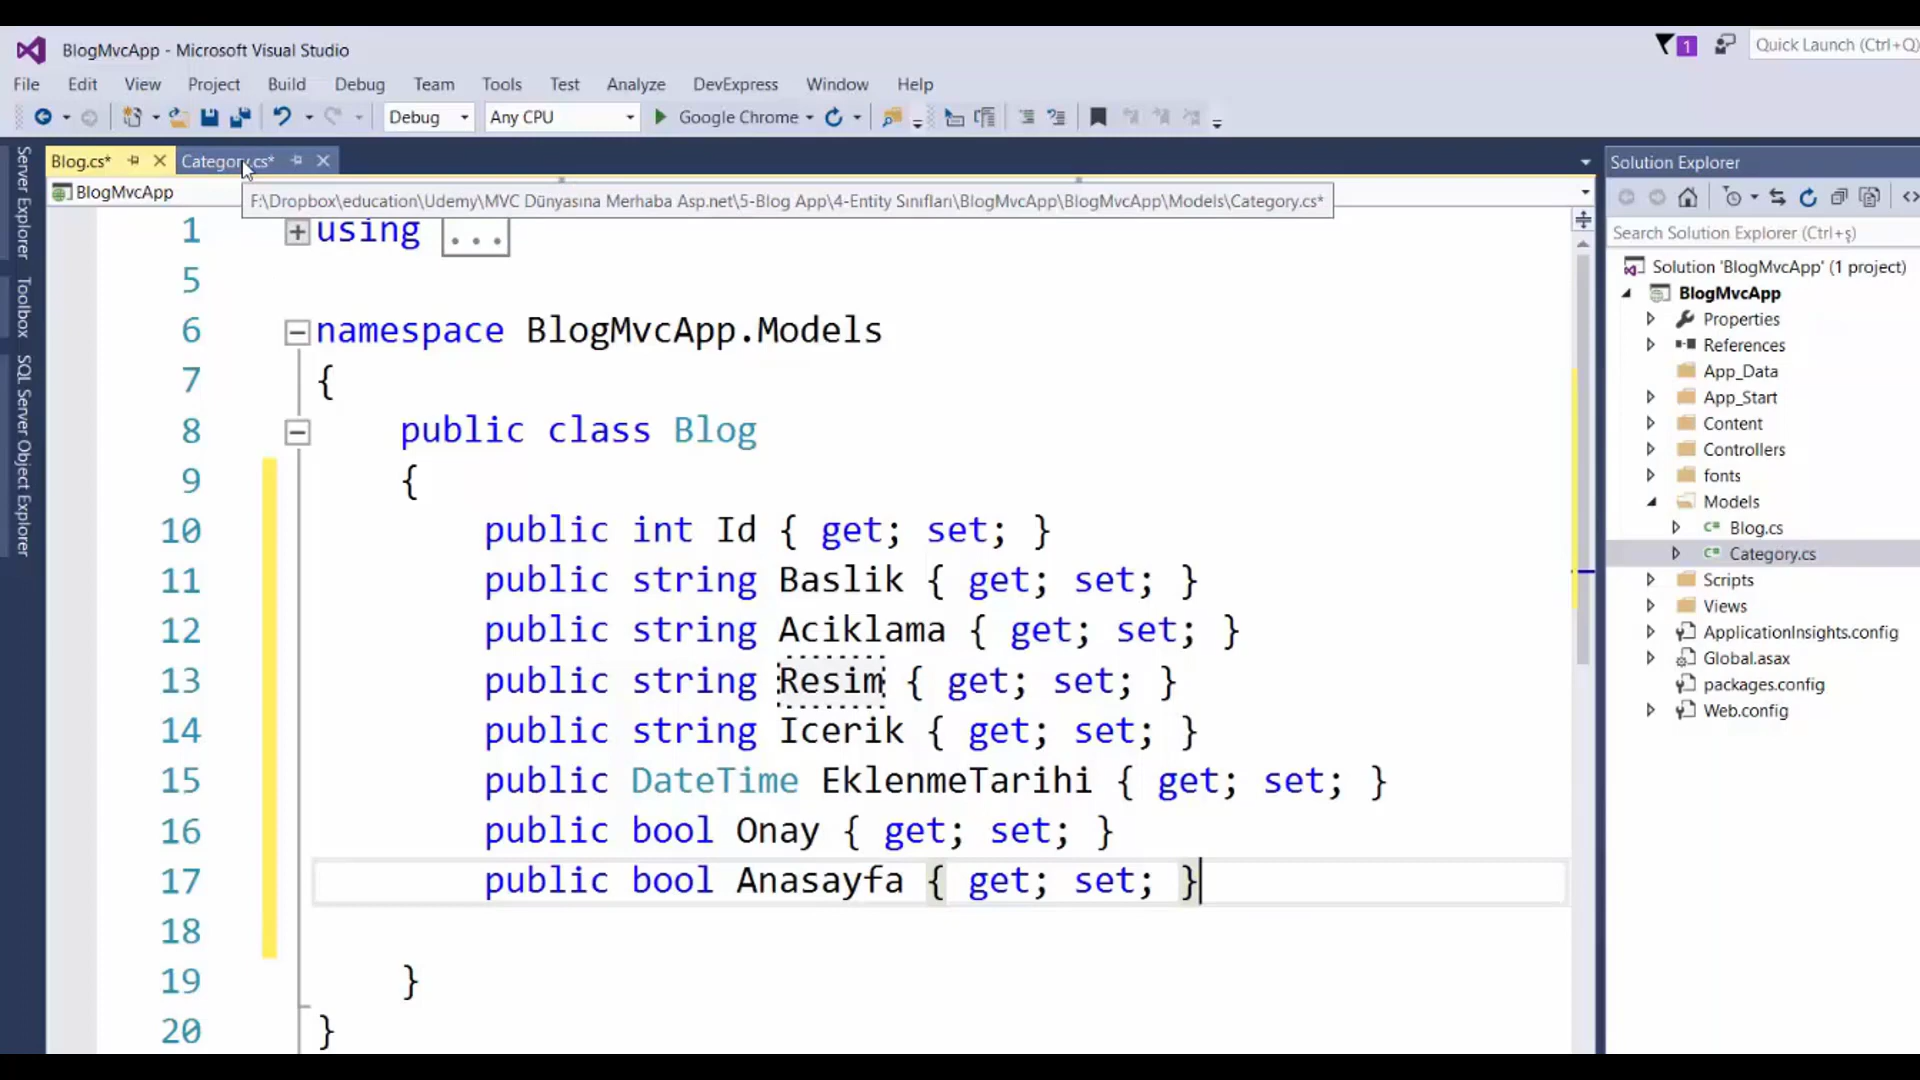 BlogMvcApp - Microsoft Visual Studio
1
Quick Launch (Ctrl+Q)
File Edit View Project Build Debug Team Tools Test Analyze DevExpress Window Help
Debug Any CPU Google Chrome
Blog.cs* Category.cs*
BlogMvcApp
F:\Dropbox\education\Udemy\MVC Dünyasına Merhaba Asp.net\5-Blog App\4-Entity Sınıfları\BlogMvcApp\BlogMvcApp\Models\Category.cs*
Server Explorer
Toolbox
SQL Server Object Explorer
1 using ...
5
6 namespace BlogMvcApp.Models
7 {
8 public class Blog
9 {
10 public int Id { get; set; }
11 public string Baslik { get; set; }
12 public string Aciklama { get; set; }
13 public string Resim { get; set; }
14 public string Icerik { get; set; }
15 public DateTime EklenmeTarihi { get; set; }
16 public bool Onay { get; set; }
17 public bool Anasayfa { get; set; }
18
19 }
20 }
Solution Explorer
Search Solution Explorer (Ctrl+ş)
Solution 'BlogMvcApp' (1 project)
BlogMvcApp
Properties
References
App_Data
App_Start
Content
Controllers
fonts
Models
Blog.cs
Category.cs
Scripts
Views
ApplicationInsights.config
Global.asax
packages.config
Web.config